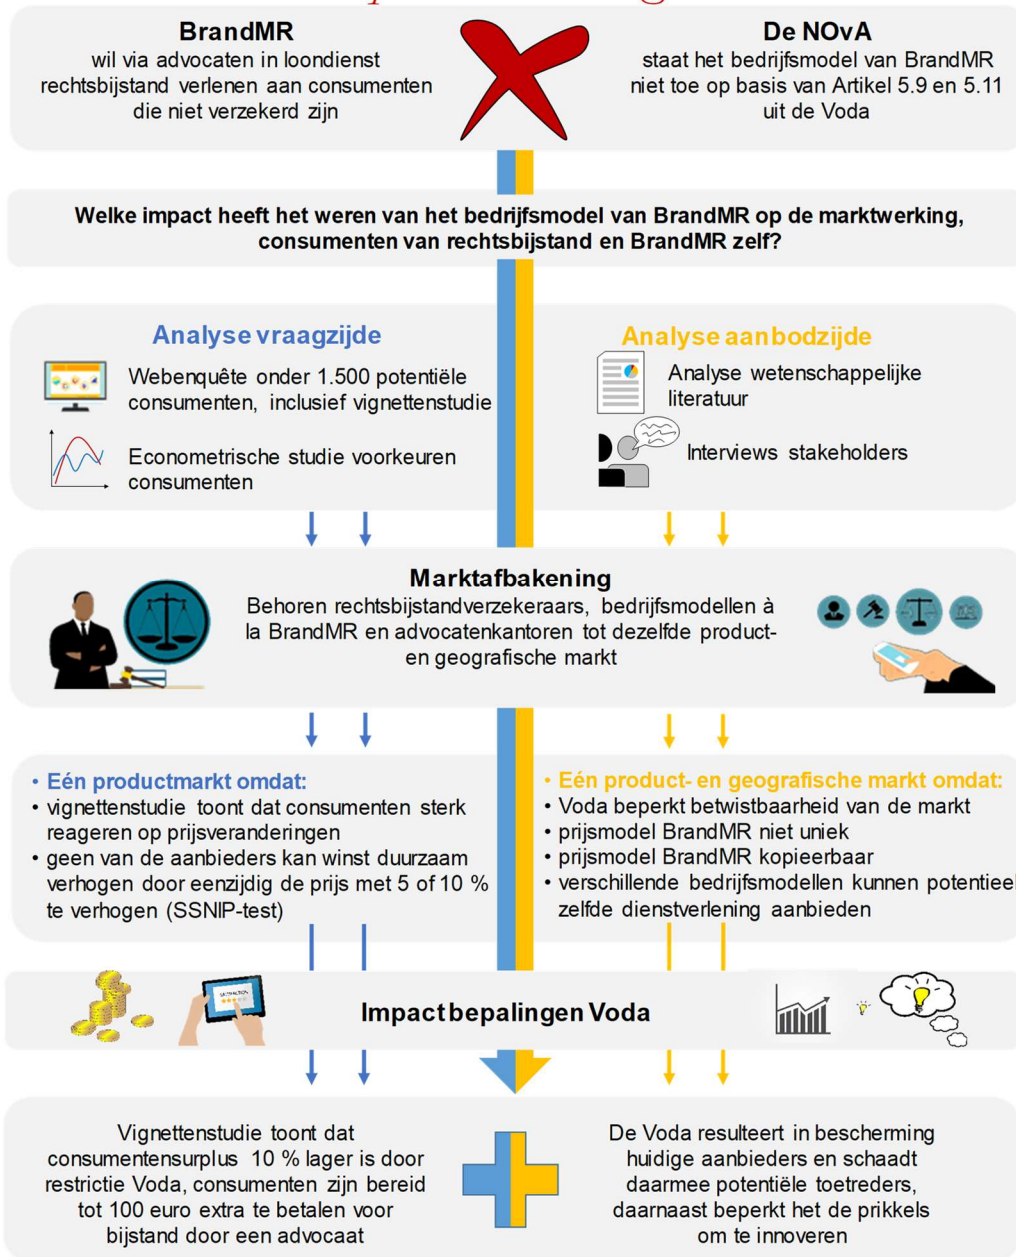 BrandMR
wil via advocaten in loondienst
rechtsbijstand verlenen aan consumenten
die niet verzekerd zijn
De NOvA
staat het bedrijfsmodel van BrandMR
niet toe op basis van Artikel 5.9 en 5.11
uit de Voda
Welke impact heeft het weren van het bedrijfsmodel van BrandMR op de marktwerking,
consumenten van rechtsbijstand en BrandMR zelf?
Analyse vraagzijde
Webenquête onder 1.500 potentiële
consumenten, inclusief vignettenstudie
Econometrische studie voorkeuren
consumenten
Analyse aanbodzijde
Analyse wetenschappelijke
literatuur
Interviews stakeholders
Marktafbakening
Behoren rechtsbijstandverzekeraars, bedrijfsmodellen à
la BrandMR en advocatenkantoren tot dezelfde product-
en geografische markt
• Eén productmarkt omdat:
• vignettenstudie toont dat consumenten sterk
reageren op prijsveranderingen
• geen van de aanbieders kan winst duurzaam
verhogen door eenzijdig de prijs met 5 of 10 %
te verhogen (SSNIP-test)
• Eén product- en geografische markt omdat:
• Voda beperkt betwistbaarheid van de markt
• prijsmodel BrandMR niet uniek
• prijsmodel BrandMR kopieerbaar
• verschillende bedrijfsmodellen kunnen potentieel
zelfde dienstverlening aanbieden
Impact bepalingen Voda
Vignettenstudie toont dat
consumentensurplus 10 % lager is door
restrictie Voda, consumenten zijn bereid
tot 100 euro extra te betalen voor
bijstand door een advocaat
De Voda resulteert in bescherming
huidige aanbieders en schaadt
daarmee potentiële toetreders,
daarnaast beperkt het de prikkels
om te innoveren